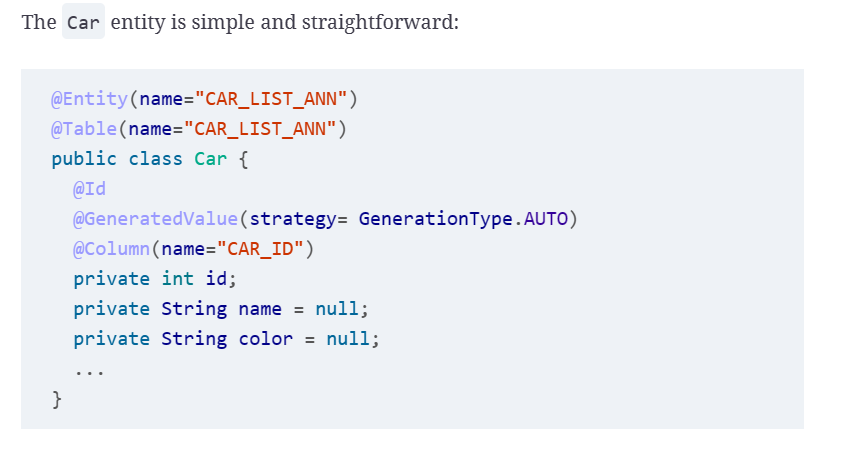 The Car entity is simple and straightforward:
@Entity(name="CAR_LIST_ANN")
@Table(name="CAR_LIST_ANN")
public class Car {
  @Id
  @GeneratedValue(strategy= GenerationType.AUTO)
  @Column(name="CAR_ID")
  private int id;
  private String name = null;
  private String color = null;
  ...
}